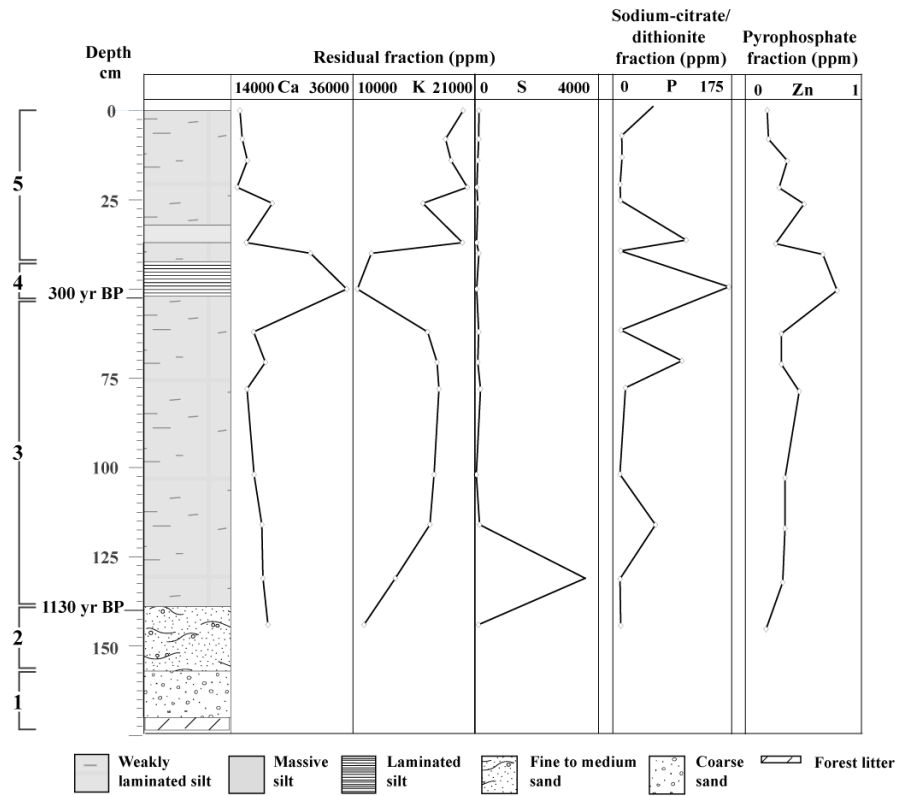 Sodium-citrate/
dithionite
fraction (ppm)
Pyrophosphate
fraction (ppm)
Depth
cm
Residual fraction (ppm)
14000 Ca 36000
10000 K 21000
0 S 4000
0 P 175
0 Zn 1
0
5
25
4
300 yr BP
75
3
100
125
1130 yr BP
2
150
1
Weakly
laminated silt
Massive
silt
Laminated
silt
Fine to medium
sand
Coarse
sand
Forest litter